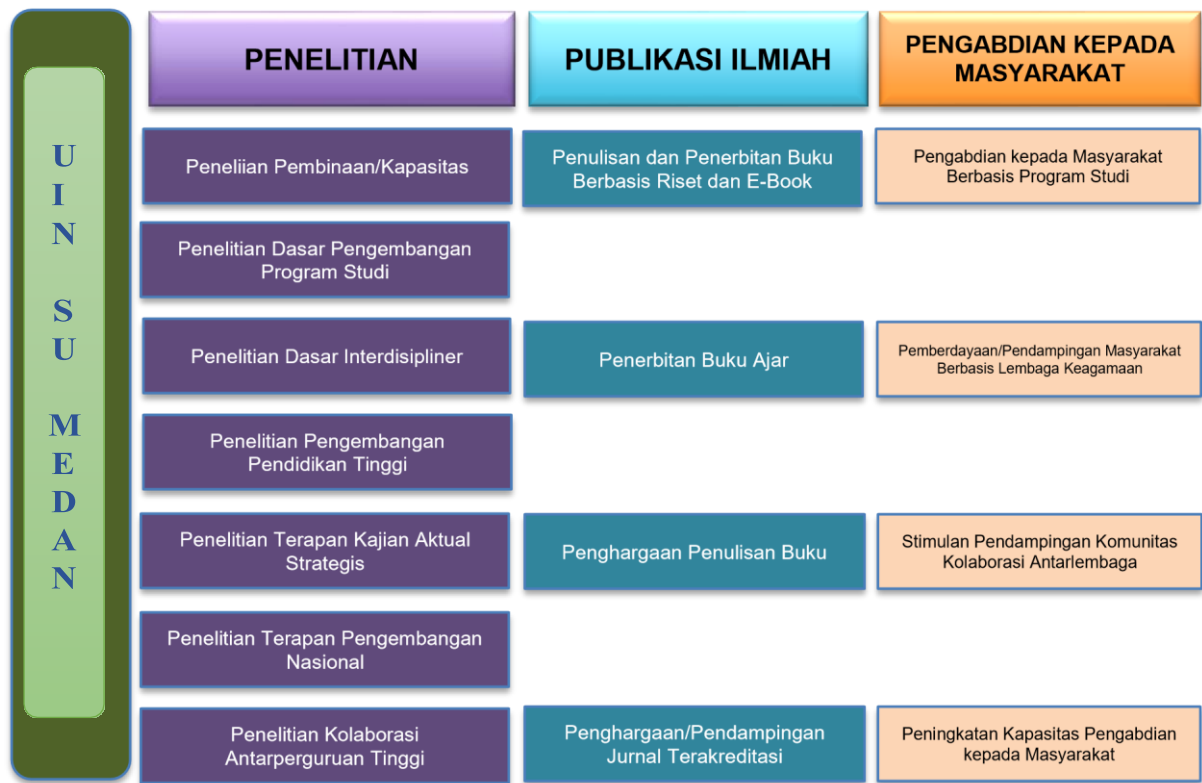 UIN SU MEDAN
PENELITIAN
PUBLIKASI ILMIAH
PENGABDIAN KEPADA
MASYARAKAT
Peneliian Pembinaan/Kapasitas
Penulisan dan Penerbitan Buku
Berbasis Riset dan E-Book
Pengabdian kepada Masyarakat
Berbasis Program Studi
Penelitian Dasar Pengembangan
Program Studi
Penelitian Dasar Interdisipliner
Penerbitan Buku Ajar
Pemberdayaan/Pendampingan Masyarakat
Berbasis Lembaga Keagamaan
Penelitian Pengembangan
Pendidikan Tinggi
Penelitian Terapan Kajian Aktual
Strategis
Penghargaan Penulisan Buku
Stimulan Pendampingan Komunitas
Kolaborasi Antarlembaga
Penelitian Terapan Pengembangan
Nasional
Penelitian Kolaborasi
Antarperguruan Tinggi
Penghargaan/Pendampingan
Jurnal Terakreditasi
Peningkatan Kapasitas Pengabdian
kepada Masyarakat